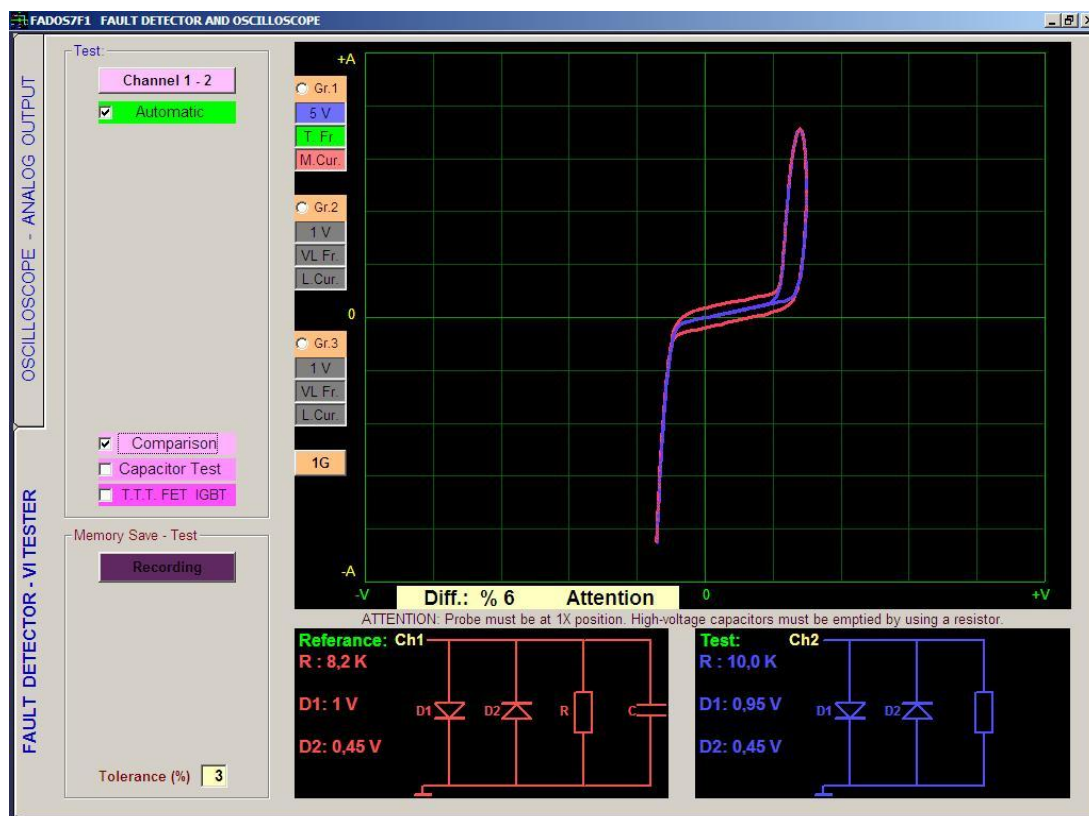 FADOS7F1 FAULT DETECTOR AND OSCILLOSCOPE
OSCILLOSCOPE - ANALOG OUTPUT
FAULT DETECTOR - VI TESTER
Test:
Channel 1 - 2
Automatic
Comparison
Capacitor Test
T.T.T. FET IGBT
Memory Save - Test
Recording
Tolerance (%) 3
+A
Gr.1
5 V
T. Fr
M.Cur.
Gr.2
1 V
VL Fr.
L.Cur.
0
Gr.3
1 V
VL Fr.
L.Cur.
1G
-A
-V
0
+V
Diff.: % 6 Attention
ATTENTION: Probe must be at 1X position. High-voltage capacitors must be emptied by using a resistor.
Referance: Ch1
R : 8,2 K
D1: 1 V
D2: 0,45 V
D1
D2
R
C
Test: Ch2
R : 10,0 K
D1: 0,95 V
D2: 0,45 V
D1
D2